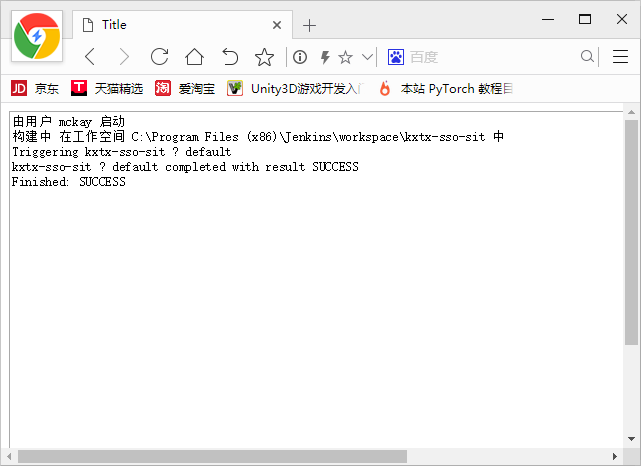 Title
百度
JD 京东
T 天猫精选
淘 爱淘宝
Unity3D游戏开发入门
本站 PyTorch 教程目
由用户 mckay 启动
构建中 在工作空间 C:\Program Files (x86)\Jenkins\workspace\kxtx-sso-sit 中
Triggering kxtx-sso-sit ? default
kxtx-sso-sit ? default completed with result SUCCESS
Finished: SUCCESS